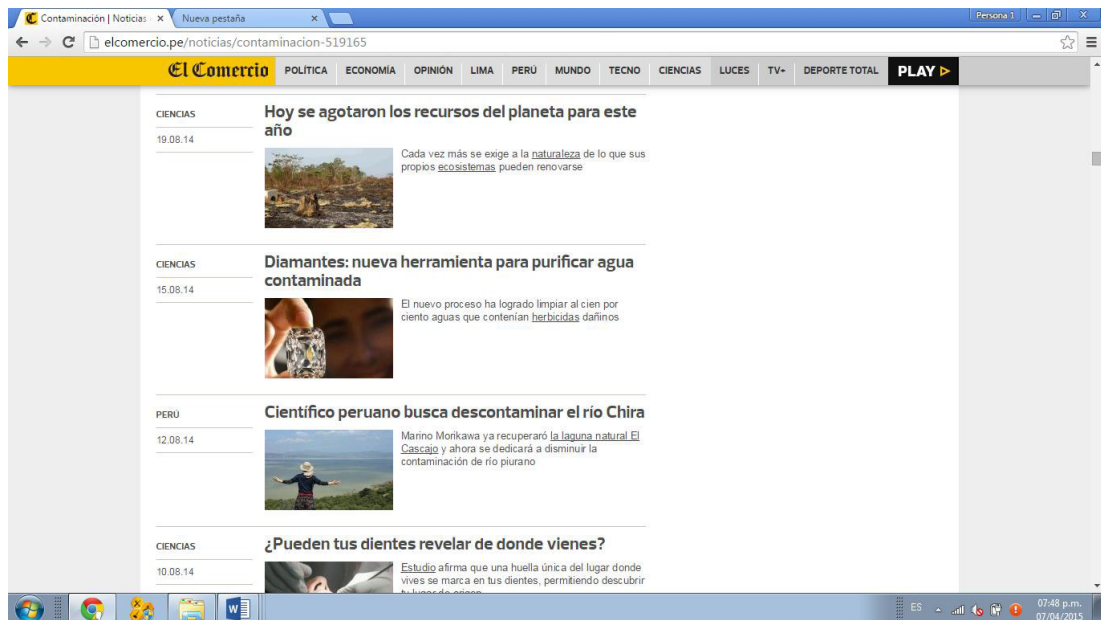 Contaminación | Noticias
Nueva pestaña
Persona 1
elcomercio.pe/noticias/contaminacion-519165
El Comercio
POLÍTICA ECONOMÍA OPINIÓN LIMA PERÚ MUNDO TECNO CIENCIAS LUCES TV+ DEPORTE TOTAL PLAY
CIENCIAS
19.08.14
Hoy se agotaron los recursos del planeta para este
año
Cada vez más se exige a la naturaleza de lo que sus
propios ecosistemas pueden renovarse
CIENCIAS
15.08.14
Diamantes: nueva herramienta para purificar agua
contaminada
El nuevo proceso ha logrado limpiar al cien por
ciento aguas que contenían herbicidas dañinos
PERÚ
12.08.14
Científico peruano busca descontaminar el río Chira
Marino Morikawa ya recuperaró la laguna natural El
Cascajo y ahora se dedicará a disminuir la
contaminación de río piurano
CIENCIAS
10.08.14
¿Pueden tus dientes revelar de donde vienes?
Estudio afirma que una huella única del lugar donde
vives se marca en tus dientes, permitiendo descubrir
tu lugar de origen
ES
07:48 p.m.
07/04/2015